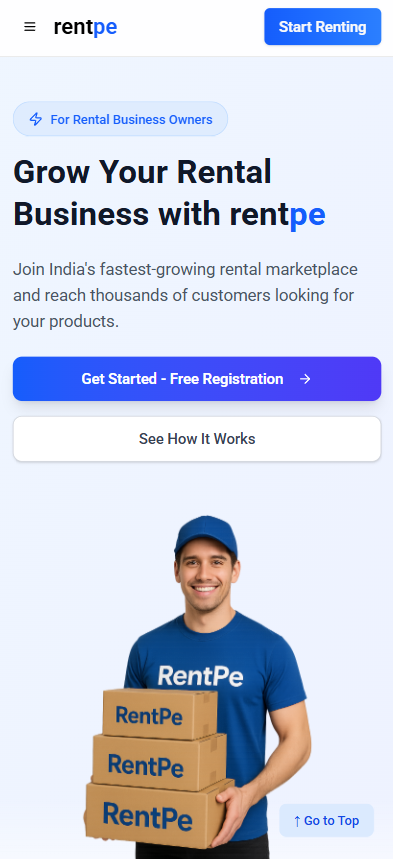 rentpe
Start Renting
For Rental Business Owners
Grow Your Rental
Business with rentpe
Join India's fastest-growing rental marketplace
and reach thousands of customers looking for
your products.
Get Started - Free Registration →
See How It Works
RentPe
RentPe
RentPe
RentPe
↑ Go to Top